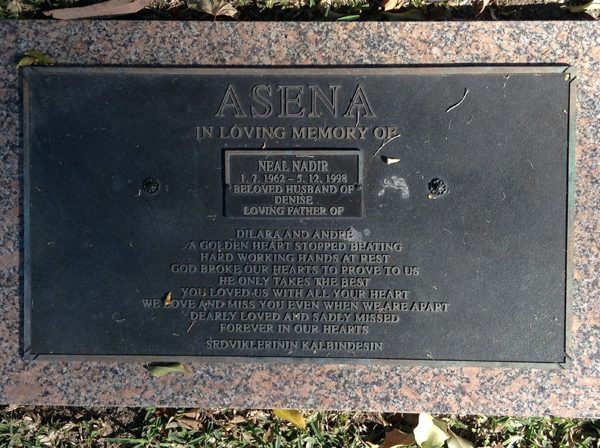 ASENA
IN LOVING MEMORY OF
NEAL NADIR
1. 7. 1962 – 5. 12. 1998
BELOVED HUSBAND OF
DENISE
LOVING FATHER OF
DILARA AND ANDRÉ
A GOLDEN HEART STOPPED BEATING
HARD WORKING HANDS AT REST
GOD BROKE OUR HEARTS TO PROVE TO US
HE ONLY TAKES THE BEST
YOU LOVED US WITH ALL YOUR HEART
WE LOVE AND MISS YOU EVEN WHEN WE ARE APART
DEARLY LOVED AND SADLY MISSED
FOREVER IN OUR HEARTS
SEDVIKLERININ KALBINDESIN